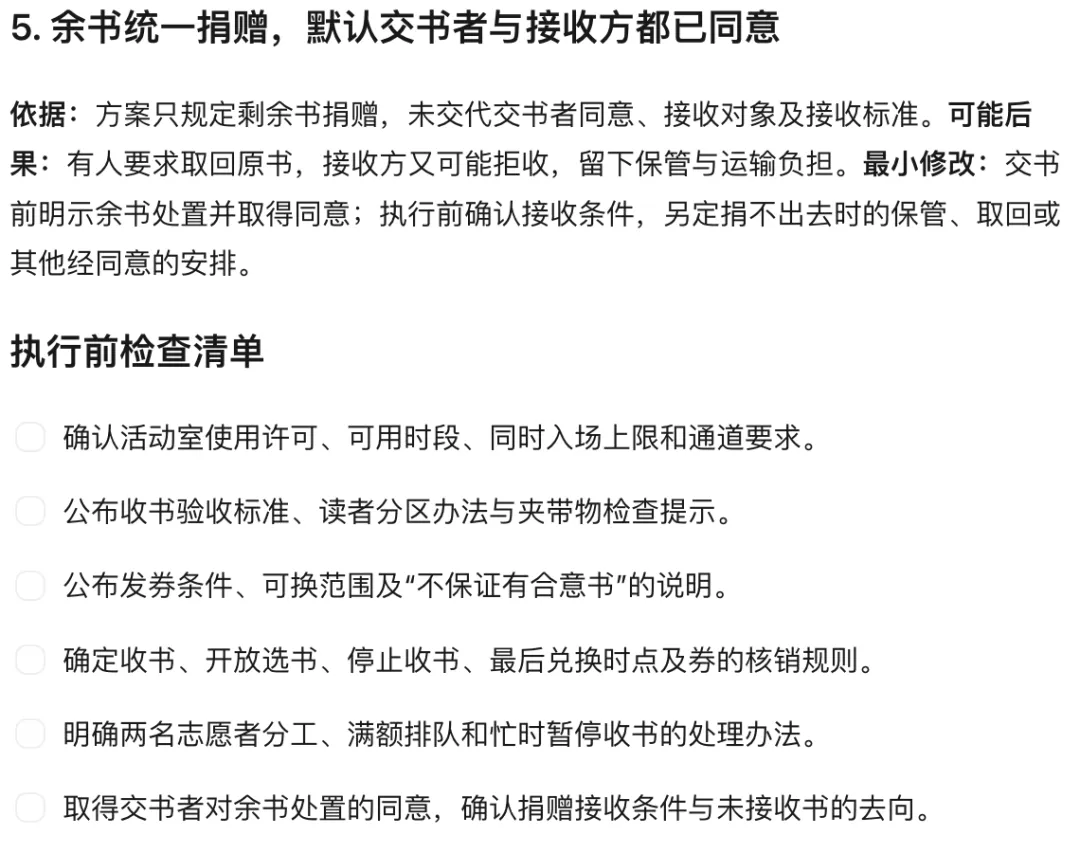 5. 余书统一捐赠，默认交书者与接收方都已同意
依据：方案只规定剩余书捐赠，未交代交书者同意、接收对象及接收标准。可能后
果：有人要求取回原书，接收方又可能拒收，留下保管与运输负担。最小修改：交书
前明示余书处置并取得同意；执行前确认接收条件，另定捐不出去时的保管、取回或
其他经同意的安排。
执行前检查清单
确认活动室使用许可、可用时段、同时入场上限和通道要求。
公布收书验收标准、读者分区办法与夹带物检查提示。
公布发券条件、可换范围及“不保证有合意书”的说明。
确定收书、开放选书、停止收书、最后兑换时点及券的核销规则。
明确两名志愿者分工、满额排队和忙时暂停收书的处理办法。
取得交书者对余书处置的同意，确认捐赠接收条件与未接收书的去向。